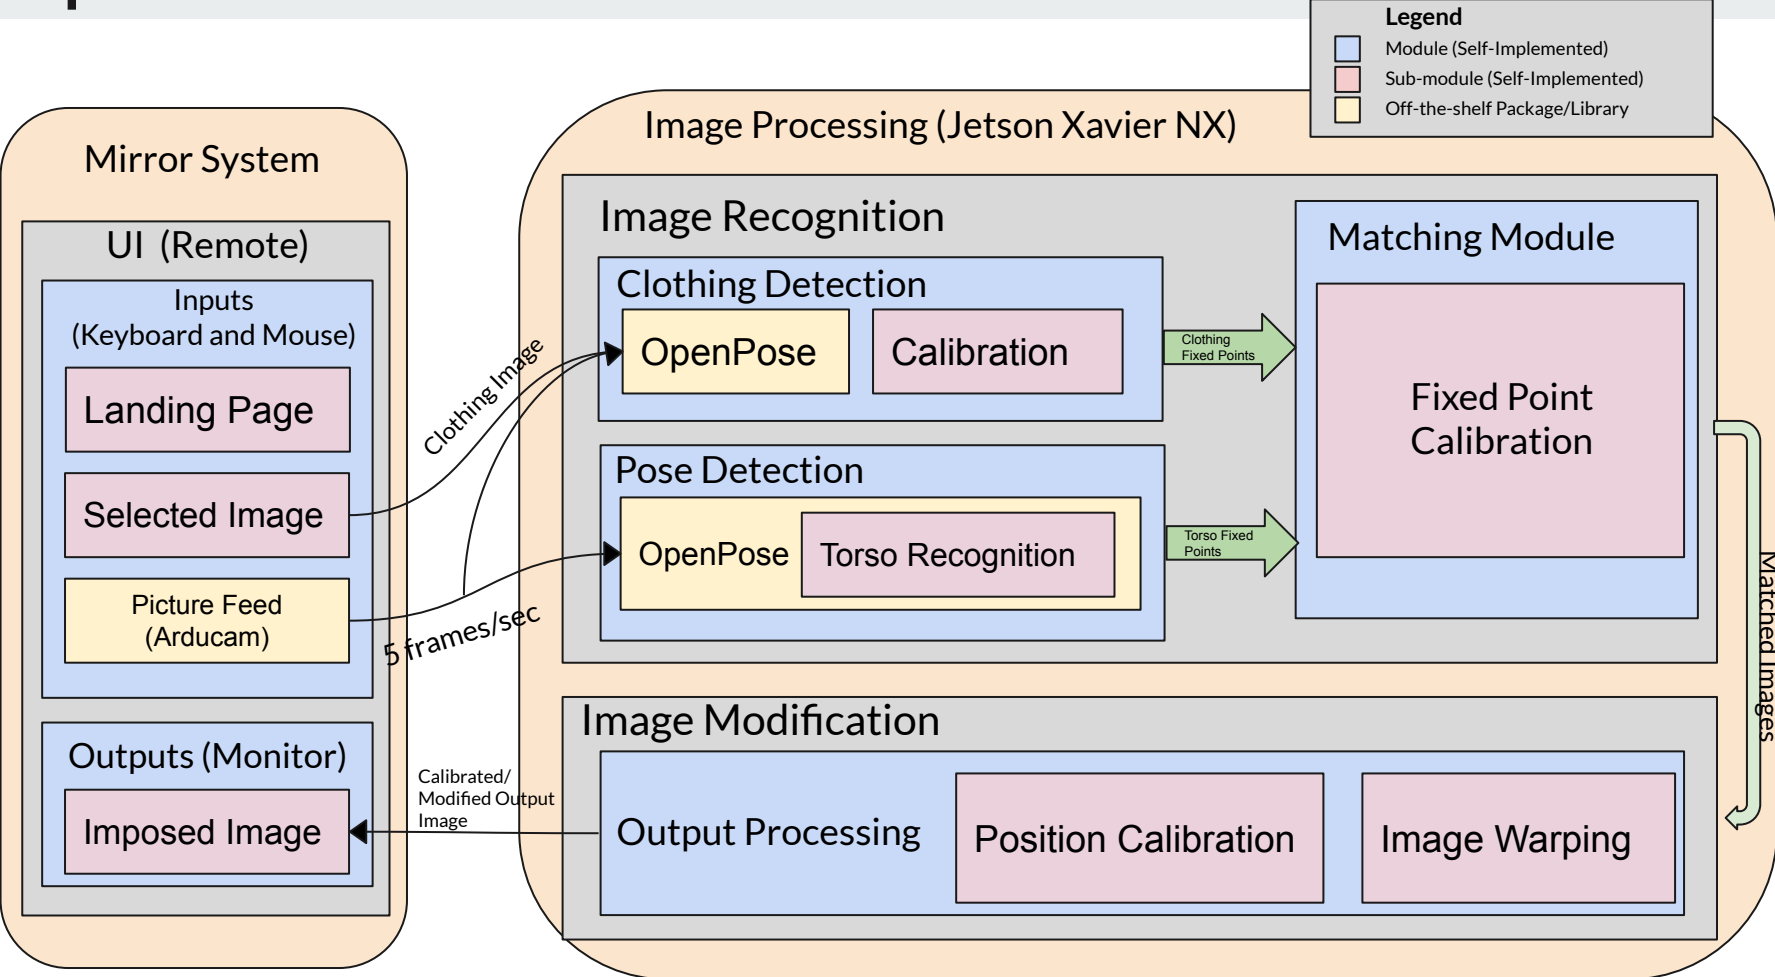 Legend
Module (Self-Implemented)
Sub-module (Self-Implemented)
Off-the-shelf Package/Library
Mirror System
UI (Remote)
Inputs
(Keyboard and Mouse)
Landing Page
Selected Image
Picture Feed
(Arducam)
Outputs (Monitor)
Imposed Image
Clothing Image
5 frames/sec
Calibrated/
Modified Output
Image
Image Processing (Jetson Xavier NX)
Image Recognition
Clothing Detection
OpenPose
Calibration
Clothing
Fixed Points
Pose Detection
OpenPose
Torso Recognition
Torso Fixed
Points
Matching Module
Fixed Point
Calibration
Matched Images
Image Modification
Output Processing
Position Calibration
Image Warping